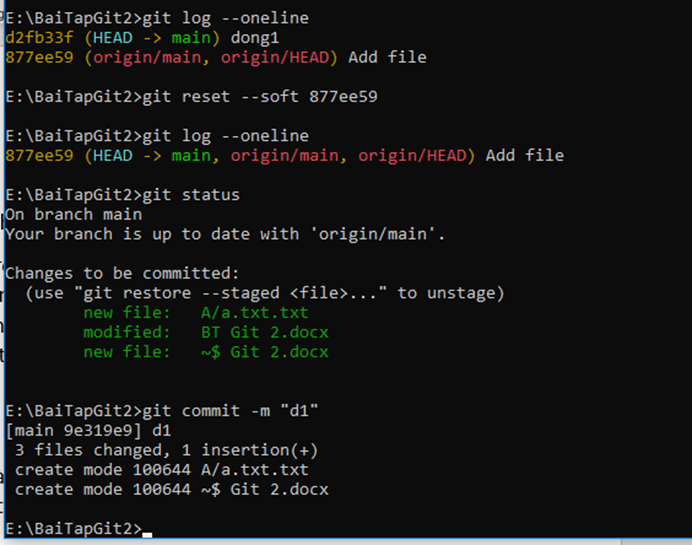 E:\BaiTapGit2>git log --oneline
d2fb33f (HEAD -> main) dong1
877ee59 (origin/main, origin/HEAD) Add file
E:\BaiTapGit2>git reset --soft 877ee59
E:\BaiTapGit2>git log --oneline
877ee59 (HEAD -> main, origin/main, origin/HEAD) Add file
E:\BaiTapGit2>git status
On branch main
Your branch is up to date with 'origin/main'.
Changes to be committed:
  (use "git restore --staged <file>..." to unstage)
        new file:   A/a.txt.txt
        modified:   BT Git 2.docx
        new file:   ~$ Git 2.docx
E:\BaiTapGit2>git commit -m "d1"
[main 9e319e9] d1
 3 files changed, 1 insertion(+)
 create mode 100644 A/a.txt.txt
 create mode 100644 ~$ Git 2.docx
E:\BaiTapGit2>